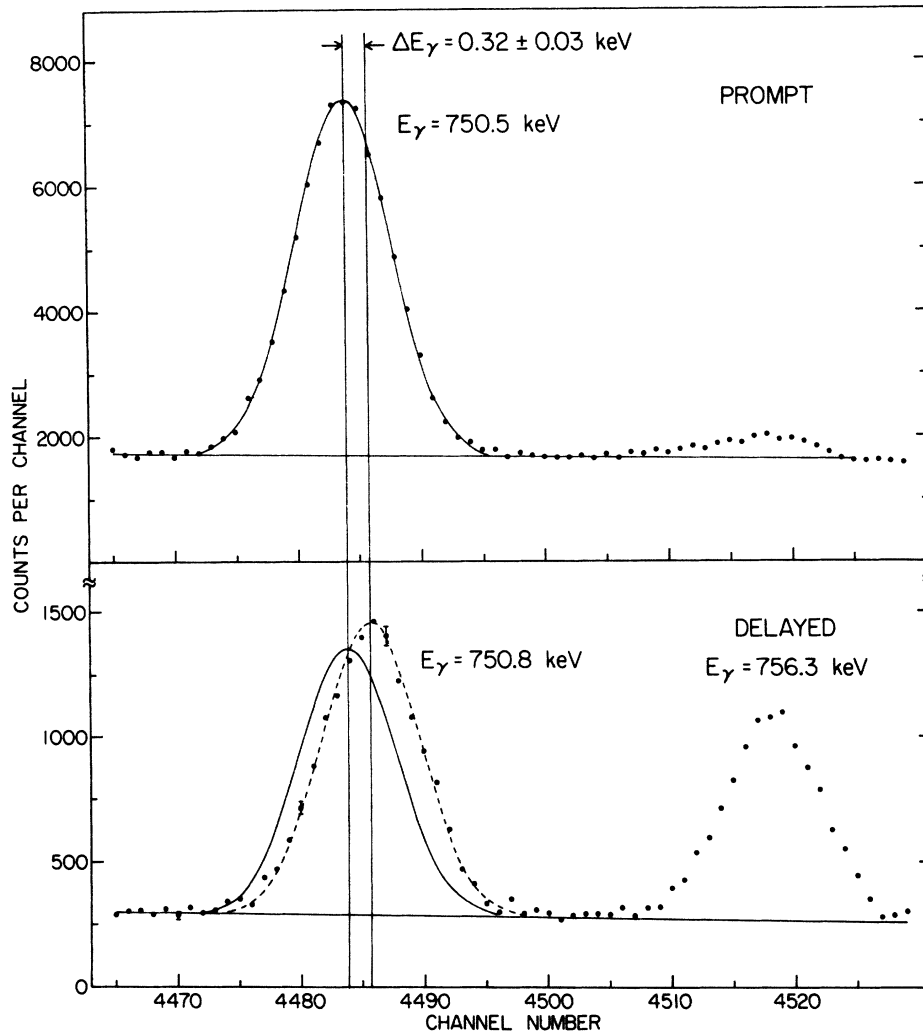 ΔEγ = 0.32 ± 0.03 keV
8000
PROMPT
Eγ = 750.5 keV
6000
4000
2000
COUNTS PER CHANNEL
1500
DELAYED
Eγ = 750.8 keV
Eγ = 756.3 keV
1000
500
0
4470 4480 4490 4500 4510 4520
CHANNEL NUMBER